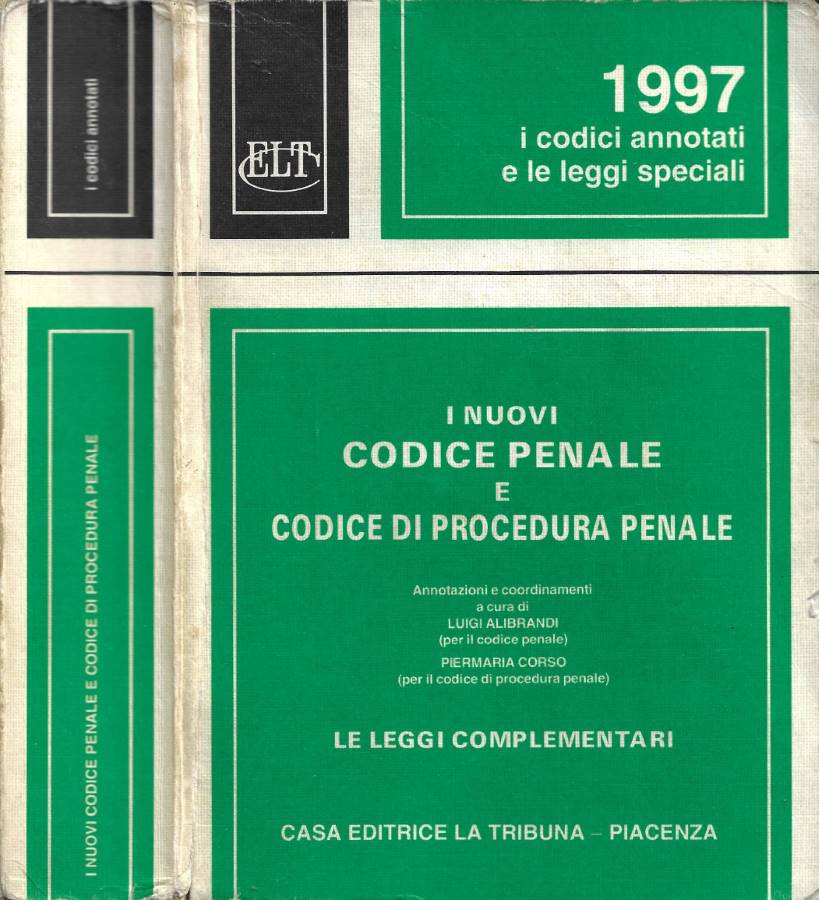 i codici annotati
I NUOVI CODICE PENALE E CODICE DI PROCEDURA PENALE
CELT
1997
i codici annotati
e le leggi speciali
I NUOVI
CODICE PENALE
E
CODICE DI PROCEDURA PENALE
Annotazioni e coordinamenti
a cura di
LUIGI ALIBRANDI
(per il codice penale)
PIERMARIA CORSO
(per il codice di procedura penale)
LE LEGGI COMPLEMENTARI
CASA EDITRICE LA TRIBUNA – PIACENZA